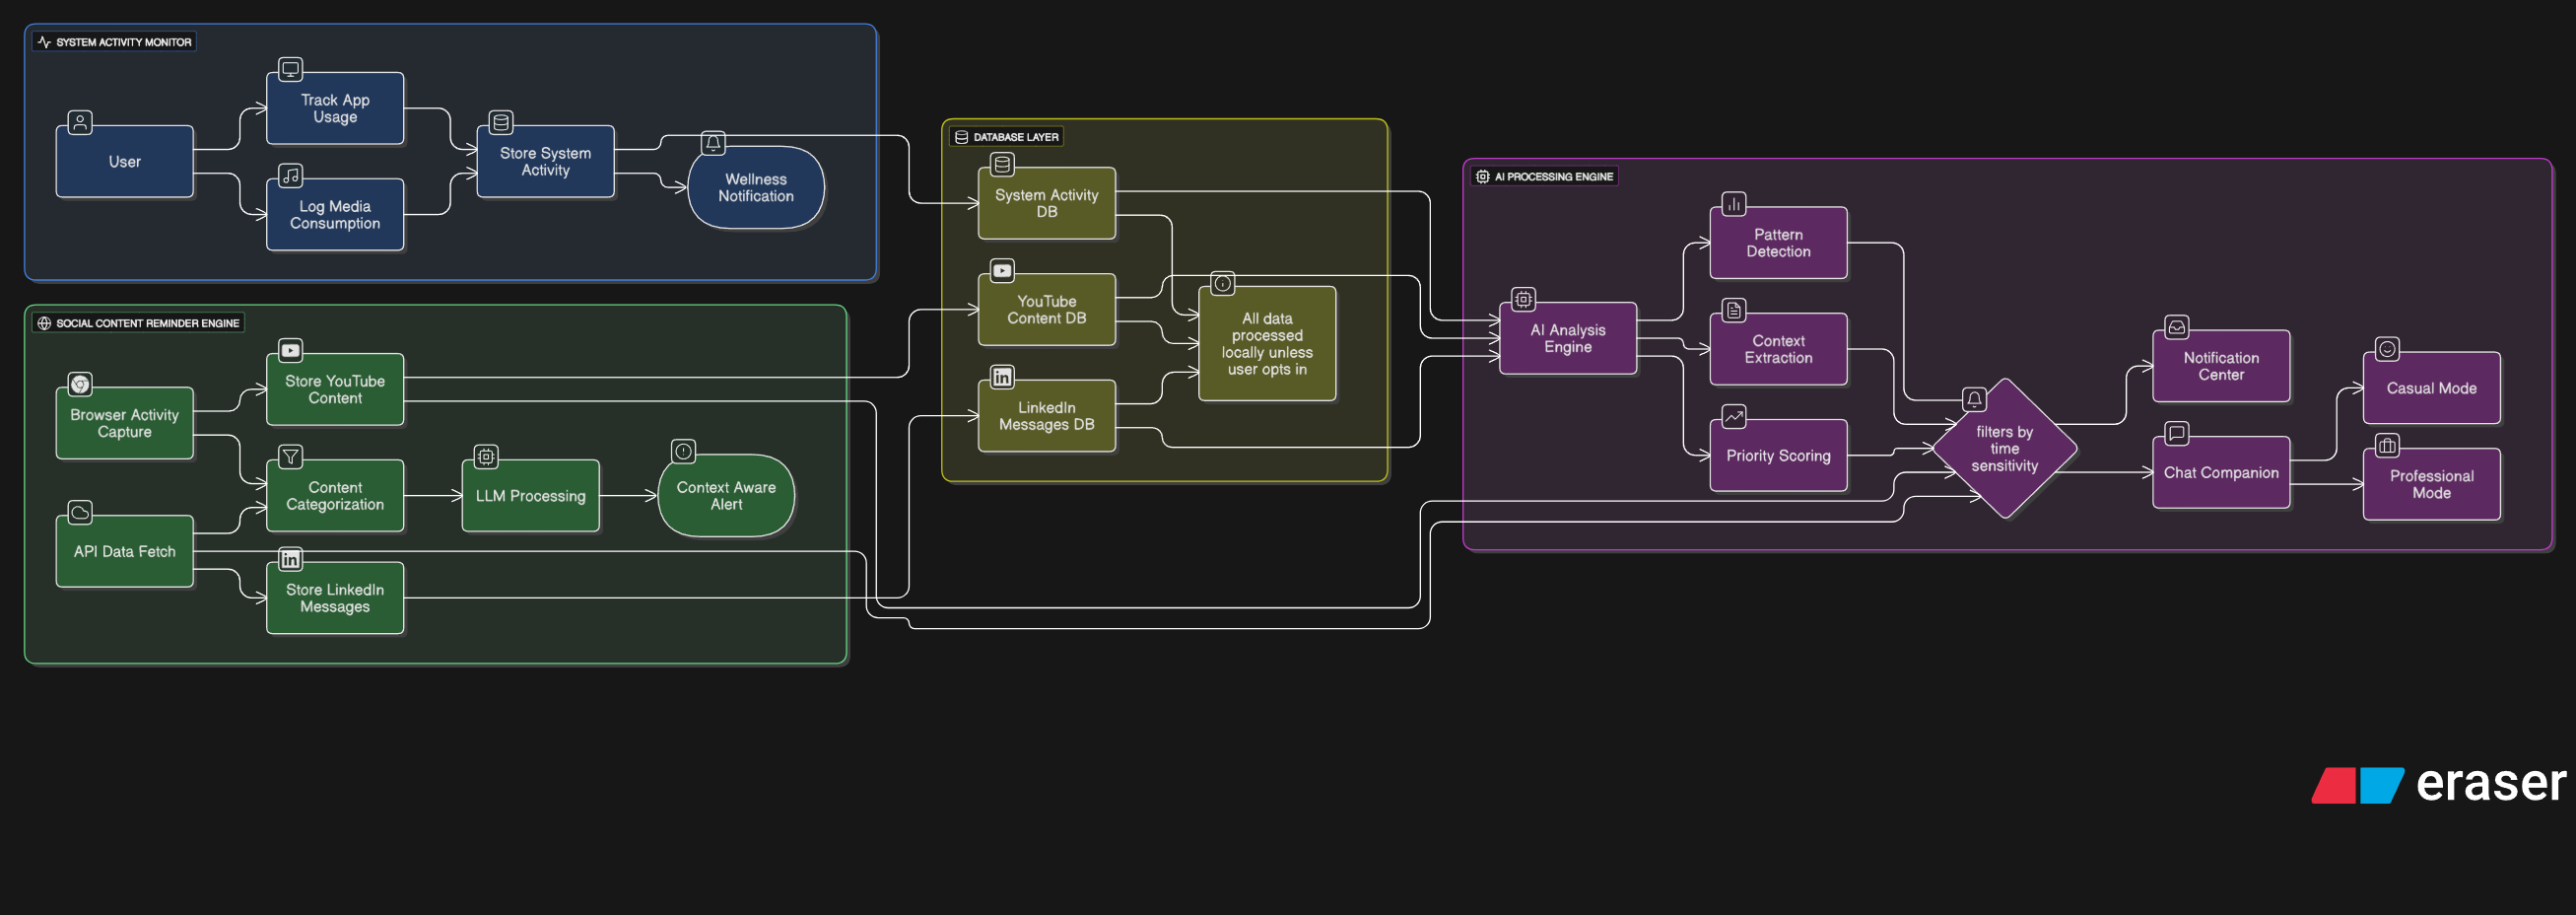 SYSTEM ACTIVITY MONITOR
User
Track App
Usage
Log Media
Consumption
Store System
Activity
Wellness
Notification
SOCIAL CONTENT REMINDER ENGINE
Browser Activity
Capture
API Data Fetch
Store YouTube
Content
Content
Categorization
Store LinkedIn
Messages
LLM Processing
Context Aware
Alert
DATABASE LAYER
System Activity
DB
YouTube
Content DB
LinkedIn
Messages DB
All data
processed
locally unless
user opts in
AI PROCESSING ENGINE
AI Analysis
Engine
Pattern
Detection
Context
Extraction
Priority Scoring
filters by
time
sensitivity
Notification
Center
Chat Companion
Casual Mode
Professional
Mode
eraser